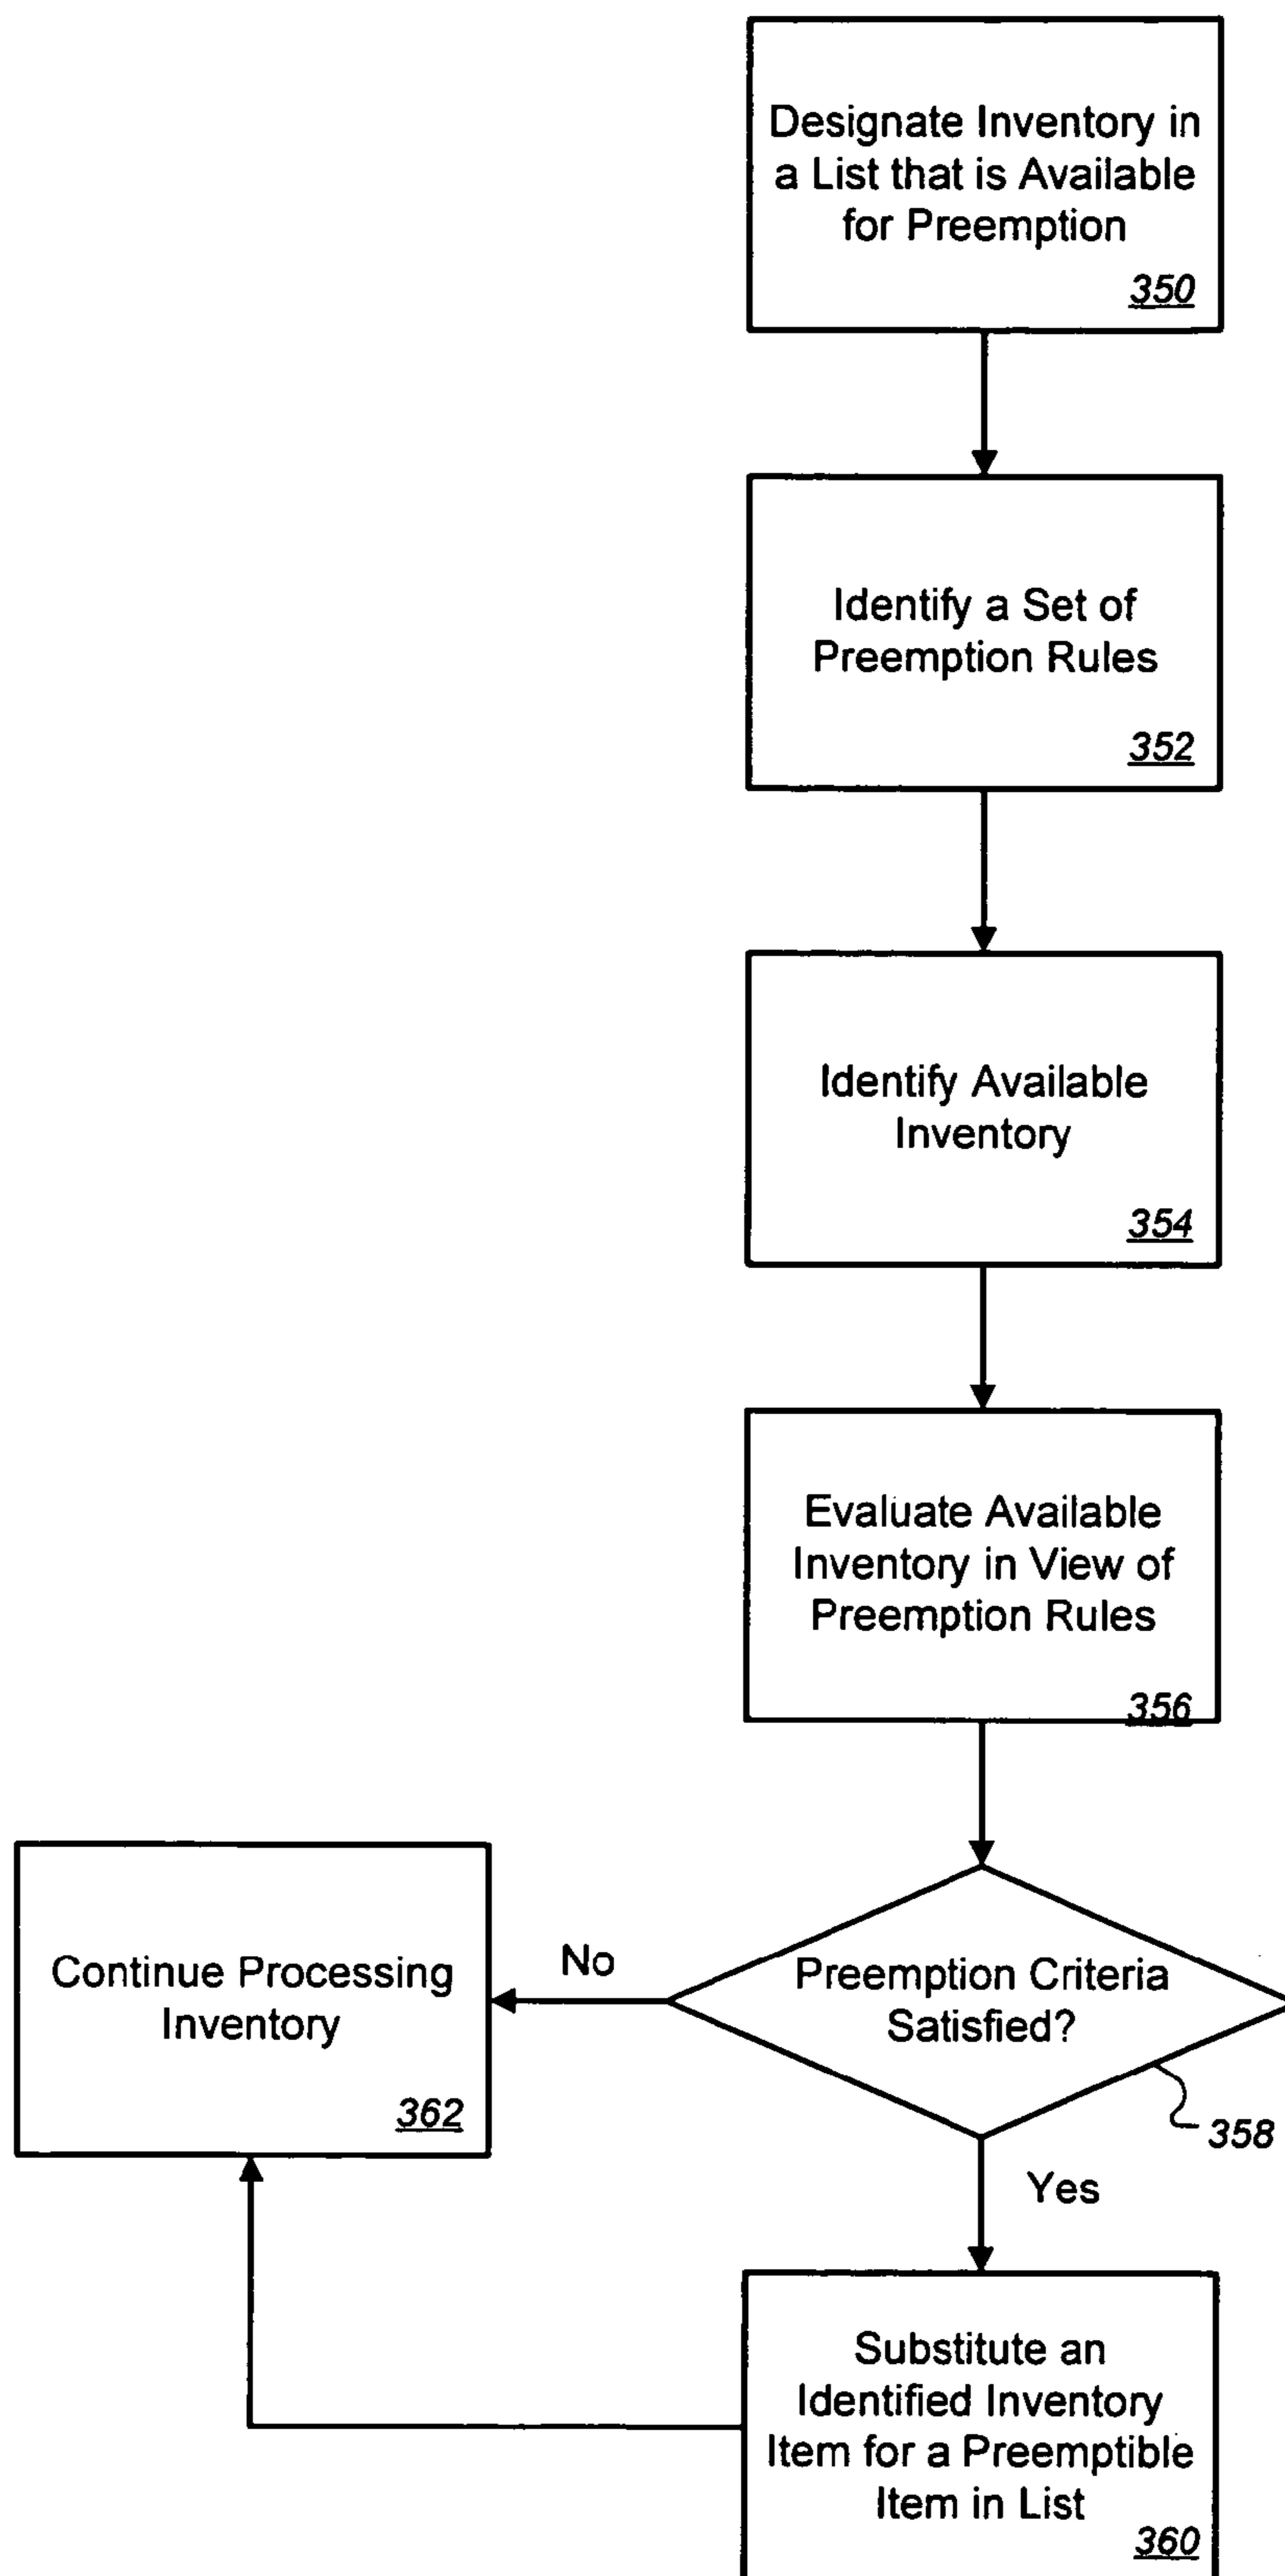 Designate Inventory in
a List that is Available
for Preemption
350
Identify a Set of
Preemption Rules
352
Identify Available
Inventory
354
Evaluate Available
Inventory in View of
Preemption Rules
356
Preemption Criteria
Satisfied?
358
No
Continue Processing
Inventory
362
Yes
Substitute an
Identified Inventory
Item for a Preemptible
Item in List
360